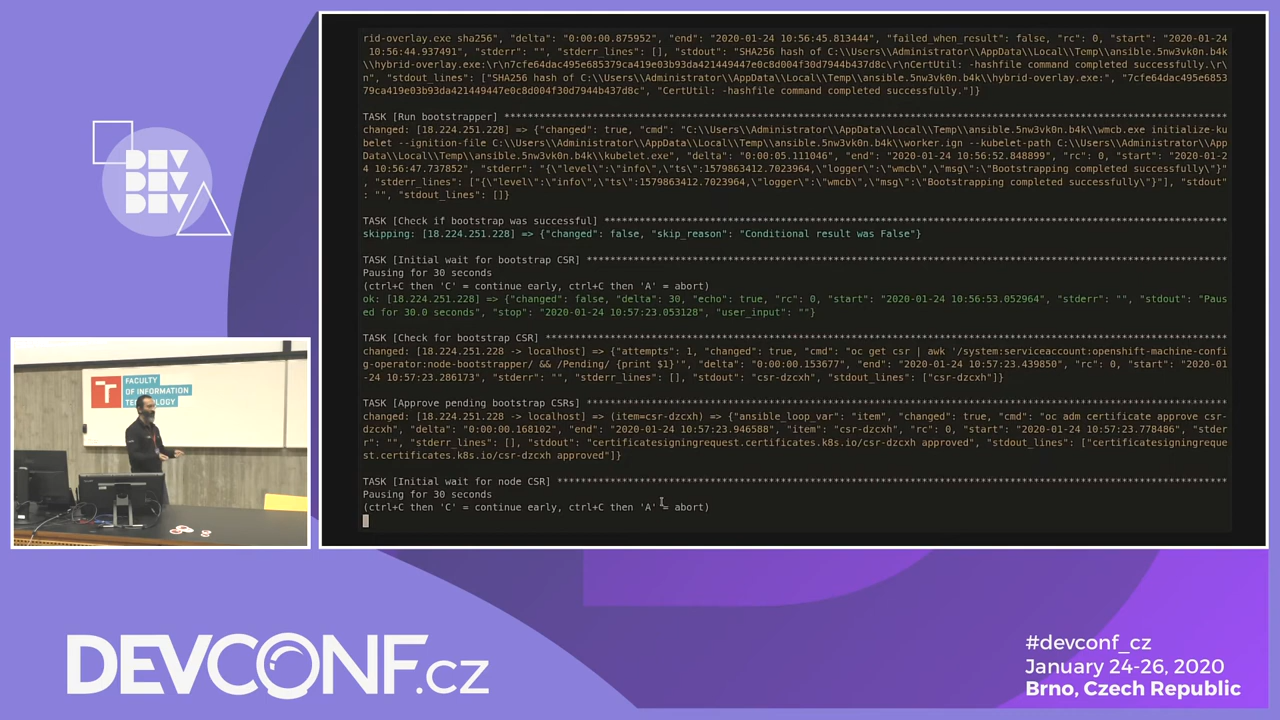 rid-overlay.exe sha256", "delta": "0:00:00.875952", "end": "2020-01-24 10:56:45.813444", "failed_when_result": false, "rc": 0, "start": "2020-01-24
10:56:44.937491", "stderr": "", "stderr_lines": [], "stdout": "SHA256 hash of C:\\Users\\Administrator\\AppData\\Local\\Temp\\ansible.5nw3vk0n.b4k
\\hybrid-overlay.exe:\r\n7cfe64dac495e685379ca419e03b93da421449447e0c8d004f30d7944b437d8c\r\nCertUtil: -hashfile command completed successfully.\r\
n", "stdout_lines": ["SHA256 hash of C:\\Users\\Administrator\\AppData\\Local\\Temp\\ansible.5nw3vk0n.b4k\\hybrid-overlay.exe:", "7cfe64dac495e6853
79ca419e03b93da421449447e0c8d004f30d7944b437d8c", "CertUtil: -hashfile command completed successfully."]}
TASK [Run bootstrapper] ****************************************************************************************************************************
changed: [18.224.251.228] => {"changed": true, "cmd": "C:\\Users\\Administrator\\AppData\\Local\\Temp\\ansible.5nw3vk0n.b4k\\wmcb.exe initialize-ku
belet --ignition-file C:\\Users\\Administrator\\AppData\\Local\\Temp\\ansible.5nw3vk0n.b4k\\worker.ign --kubelet-path C:\\Users\\Administrator\\App
Data\\Local\\Temp\\ansible.5nw3vk0n.b4k\\kubelet.exe", "delta": "0:00:05.111046", "end": "2020-01-24 10:56:52.848899", "rc": 0, "start": "2020-01-2
4 10:56:47.737852", "stderr": "{\"level\":\"info\",\"ts\":1579863412.7023964,\"logger\":\"wmcb\",\"msg\":\"Bootstrapping completed successfully\"}"
, "stderr_lines": ["{\"level\":\"info\",\"ts\":1579863412.7023964,\"logger\":\"wmcb\",\"msg\":\"Bootstrapping completed successfully\"}"], "stdout"
: "", "stdout_lines": []}
TASK [Check if bootstrap was successful] ***********************************************************************************************************
skipping: [18.224.251.228] => {"changed": false, "skip_reason": "Conditional result was False"}
TASK [Initial wait for bootstrap CSR] **************************************************************************************************************
Pausing for 30 seconds
(ctrl+C then 'C' = continue early, ctrl+C then 'A' = abort)
ok: [18.224.251.228] => {"changed": false, "delta": 30, "echo": true, "rc": 0, "start": "2020-01-24 10:56:53.052964", "stderr": "", "stdout": "Paus
ed for 30.0 seconds", "stop": "2020-01-24 10:57:23.053128", "user_input": ""}
TASK [Check for bootstrap CSR] *********************************************************************************************************************
changed: [18.224.251.228 -> localhost] => {"attempts": 1, "changed": true, "cmd": "oc get csr | awk '/system:serviceaccount:openshift-machine-confi
g-operator:node-bootstrapper/ && /Pending/ {print $1}'", "delta": "0:00:00.153677", "end": "2020-01-24 10:57:23.439850", "rc": 0, "start": "2020-01
-24 10:57:23.286173", "stderr": "", "stderr_lines": [], "stdout": "csr-dzcxh", "stdout_lines": ["csr-dzcxh"]}
TASK [Approve pending bootstrap CSRs] **************************************************************************************************************
changed: [18.224.251.228 -> localhost] => (item=csr-dzcxh) => {"ansible_loop_var": "item", "changed": true, "cmd": "oc adm certificate approve csr-
dzcxh", "delta": "0:00:00.168102", "end": "2020-01-24 10:57:23.946588", "item": "csr-dzcxh", "rc": 0, "start": "2020-01-24 10:57:23.778486", "stder
r": "", "stderr_lines": [], "stdout": "certificatesigningrequest.certificates.k8s.io/csr-dzcxh approved", "stdout_lines": ["certificatesigningreque
st.certificates.k8s.io/csr-dzcxh approved"]}
TASK [Initial wait for node CSR] *******************************************************************************************************************
Pausing for 30 seconds
(ctrl+C then 'C' = continue early, ctrl+C then 'A' = abort)
DEV
DEV
DEV
T
FACULTY
OF INFORMATION
TECHNOLOGY
DEVCONF.cz
#devconf_cz
January 24-26, 2020
Brno, Czech Republic